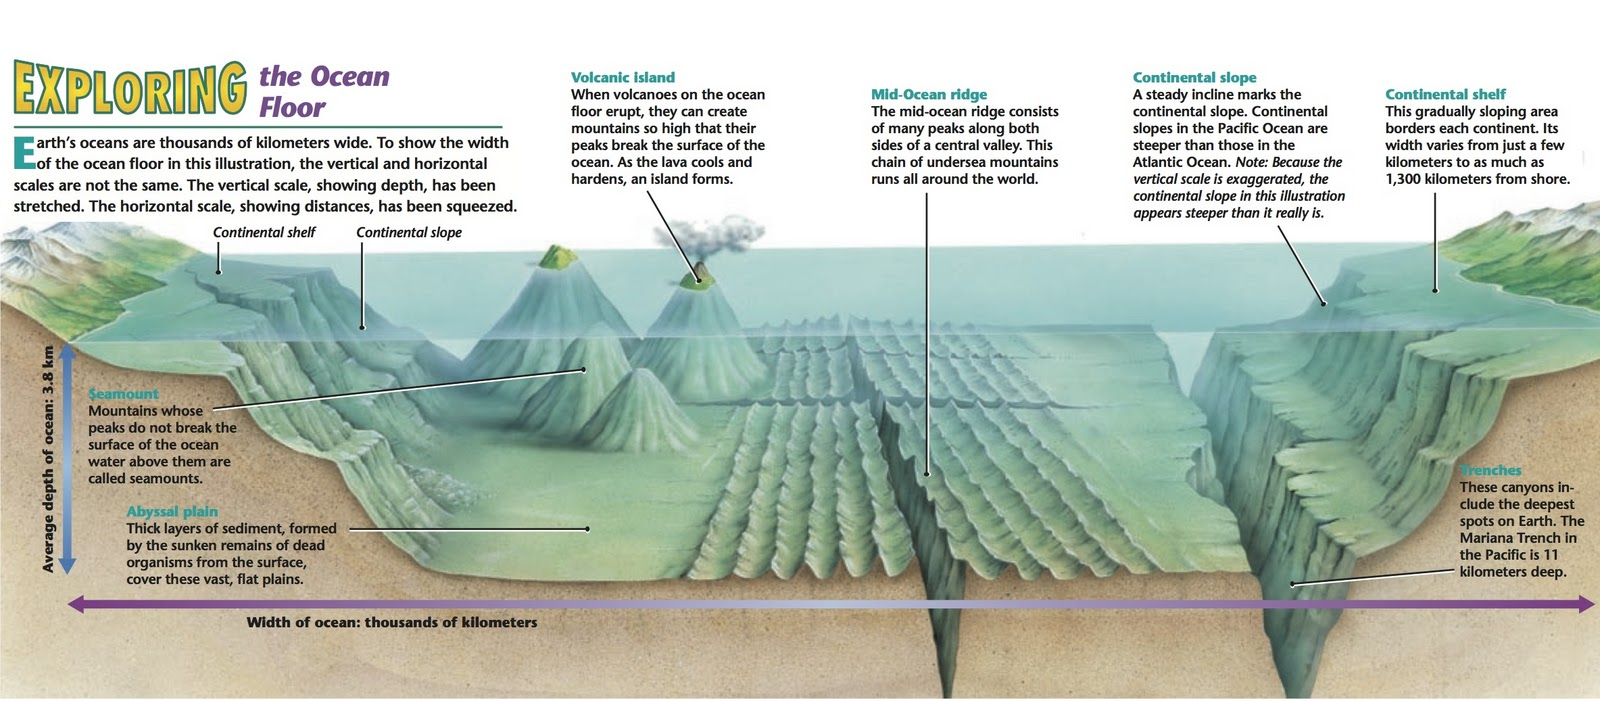 EXPLORING the Ocean
Floor
Earth's oceans are thousands of kilometers wide. To show the width
of the ocean floor in this illustration, the vertical and horizontal
scales are not the same. The vertical scale, showing depth, has been
stretched. The horizontal scale, showing distances, has been squeezed.
Continental shelf
Continental slope
Volcanic island
When volcanoes on the ocean
floor erupt, they can create
mountains so high that their
peaks break the surface of the
ocean. As the lava cools and
hardens, an island forms.
Mid-Ocean ridge
The mid-ocean ridge consists
of many peaks along both
sides of a central valley. This
chain of undersea mountains
runs all around the world.
Continental slope
A steady incline marks the
continental slope. Continental
slopes in the Pacific Ocean are
steeper than those in the
Atlantic Ocean. Note: Because the
vertical scale is exaggerated, the
continental slope in this illustration
appears steeper than it really is.
Continental shelf
This gradually sloping area
borders each continent. Its
width varies from just a few
kilometers to as much as
1,300 kilometers from shore.
Average depth of ocean: 3.8 km
Seamount
Mountains whose
peaks do not break the
surface of the ocean
water above them are
called seamounts.
Abyssal plain
Thick layers of sediment, formed
by the sunken remains of dead
organisms from the surface,
cover these vast, flat plains.
Trenches
These canyons in-
clude the deepest
spots on Earth. The
Mariana Trench in
the Pacific is 11
kilometers deep.
Width of ocean: thousands of kilometers